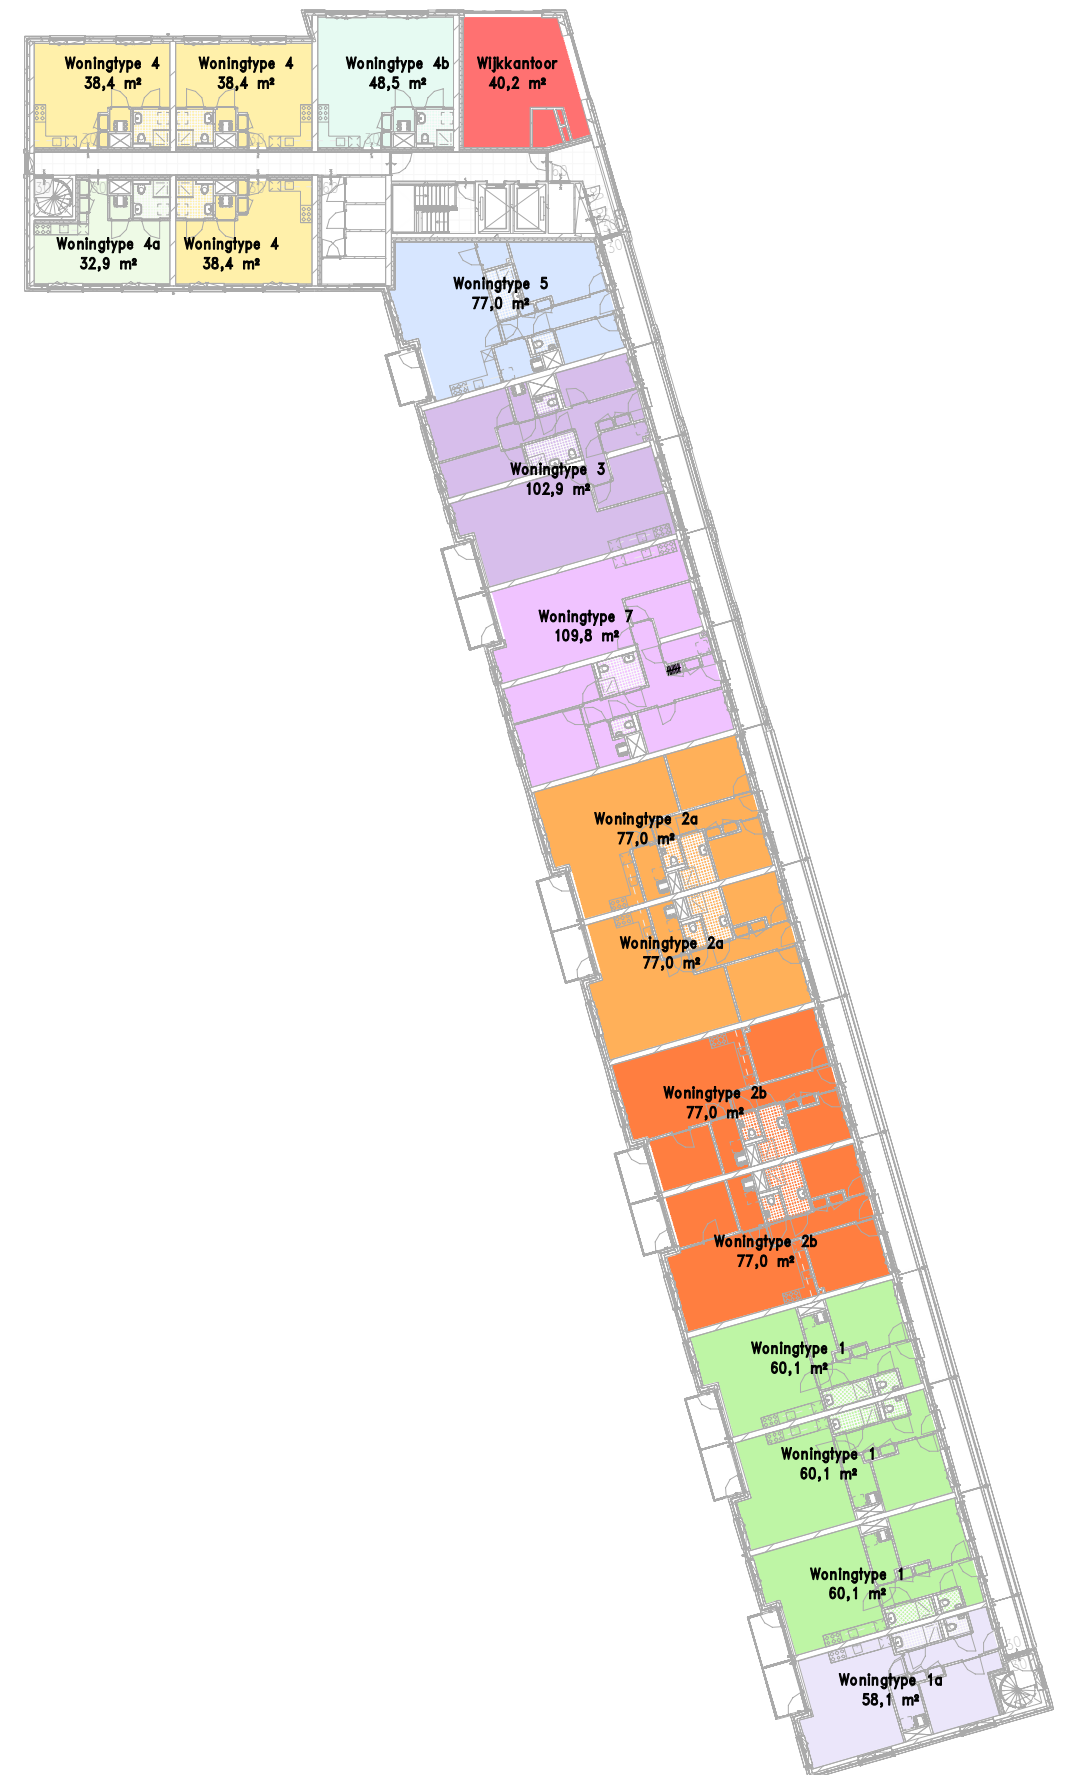 Woningtype 4
38,4 m²
Woningtype 4
38,4 m²
Woningtype 4b
48,5 m²
Wijkkantoor
40,2 m²
Woningtype 4a
32,9 m²
Woningtype 4
38,4 m²
Woningtype 5
77,0 m²
Woningtype 3
102,9 m²
Woningtype 7
109,8 m²
Woningtype 2a
77,0 m²
Woningtype 2a
77,0 m²
Woningtype 2b
77,0 m²
Woningtype 2b
77,0 m²
Woningtype 1
60,1 m²
Woningtype 1
60,1 m²
Woningtype 1
60,1 m²
Woningtype 1a
58,1 m²